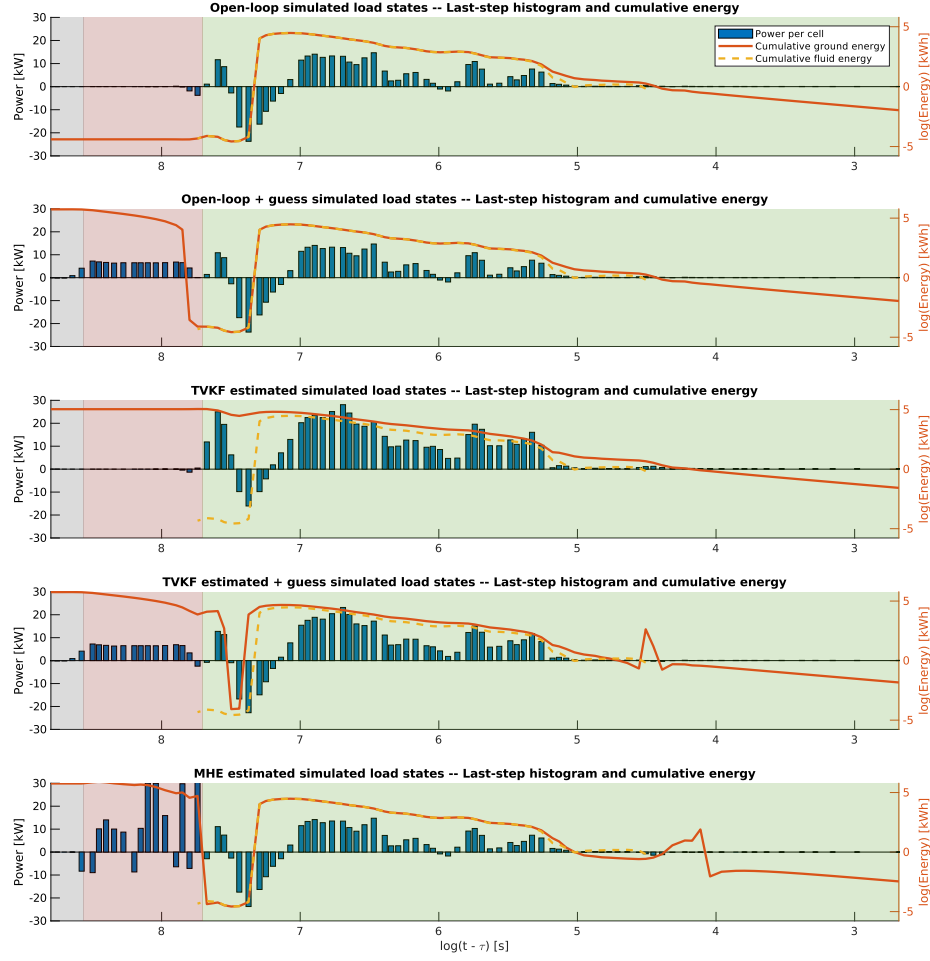 Open-loop simulated load states -- Last-step histogram and cumulative energy
30
20
10
0
-10
-20
-30
Power [kW]
5
0
-5
log(Energy) [kWh]
Power per cell
Cumulative ground energy
Cumulative fluid energy
8 7 6 5 4 3
Open-loop + guess simulated load states -- Last-step histogram and cumulative energy
30
20
10
0
-10
-20
-30
Power [kW]
5
0
-5
log(Energy) [kWh]
8 7 6 5 4 3
TVKF estimated simulated load states -- Last-step histogram and cumulative energy
30
20
10
0
-10
-20
-30
Power [kW]
5
0
-5
log(Energy) [kWh]
8 7 6 5 4 3
TVKF estimated + guess simulated load states -- Last-step histogram and cumulative energy
30
20
10
0
-10
-20
-30
Power [kW]
5
0
-5
log(Energy) [kWh]
8 7 6 5 4 3
MHE estimated simulated load states -- Last-step histogram and cumulative energy
30
20
10
0
-10
-20
-30
Power [kW]
5
0
-5
log(Energy) [kWh]
8 7 6 5 4 3
log(t - τ) [s]